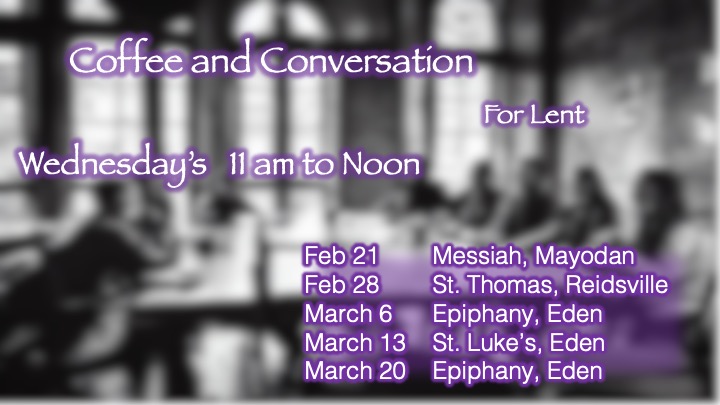 Coffee and Conversation
For Lent
Wednesday's 11 am to Noon
Feb 21 Messiah, Mayodan
Feb 28 St. Thomas, Reidsville
March 6 Epiphany, Eden
March 13 St. Luke's, Eden
March 20 Epiphany, Eden